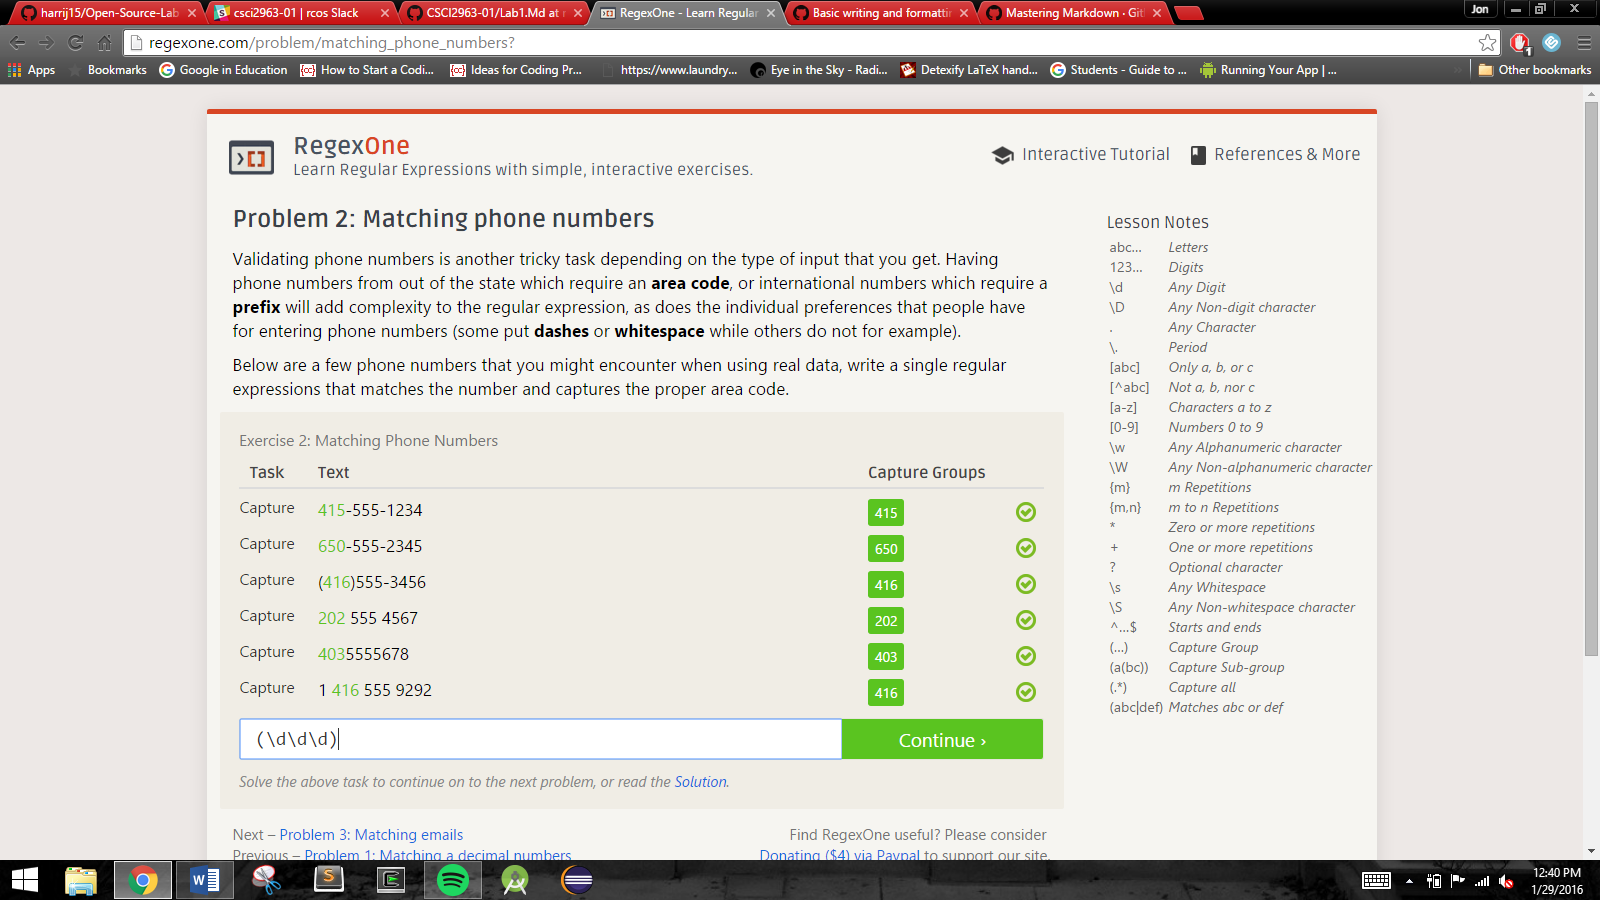 harrij15/Open-Source-Lab
csci2963-01 | rcos Slack
CSCI2963-01/Lab1.Md at
RegexOne - Learn Regular
Basic writing and formattin
Mastering Markdown · Git
Jon
regexone.com/problem/matching_phone_numbers?
1
Apps
Bookmarks
Google in Education
How to Start a Codi...
Ideas for Coding Pr...
https://www.laundry...
Eye in the Sky - Radi...
Detexify LaTeX hand...
Students - Guide to ...
Running Your App | ...
Other bookmarks
RegexOne
Learn Regular Expressions with simple, interactive exercises.
Interactive Tutorial
References & More
Problem 2: Matching phone numbers
Validating phone numbers is another tricky task depending on the type of input that you get. Having
phone numbers from out of the state which require an area code, or international numbers which require a
prefix will add complexity to the regular expression, as does the individual preferences that people have
for entering phone numbers (some put dashes or whitespace while others do not for example).
Below are a few phone numbers that you might encounter when using real data, write a single regular
expressions that matches the number and captures the proper area code.
Exercise 2: Matching Phone Numbers
Task Text Capture Groups
Capture 415-555-1234 415
Capture 650-555-2345 650
Capture (416)555-3456 416
Capture 202 555 4567 202
Capture 4035555678 403
Capture 1 416 555 9292 416
(\d\d\d)
Continue ›
Solve the above task to continue on to the next problem, or read the Solution.
Next – Problem 3: Matching emails
Previous – Problem 1: Matching a decimal numbers
Find RegexOne useful? Please consider
Donating ($4) via Paypal to support our site.
Lesson Notes
abc... Letters
123... Digits
\d Any Digit
\D Any Non-digit character
. Any Character
\. Period
[abc] Only a, b, or c
[^abc] Not a, b, nor c
[a-z] Characters a to z
[0-9] Numbers 0 to 9
\w Any Alphanumeric character
\W Any Non-alphanumeric character
{m} m Repetitions
{m,n} m to n Repetitions
* Zero or more repetitions
+ One or more repetitions
? Optional character
\s Any Whitespace
\S Any Non-whitespace character
^...$ Starts and ends
(...) Capture Group
(a(bc)) Capture Sub-group
(.*) Capture all
(abc|def) Matches abc or def
12:40 PM
1/29/2016